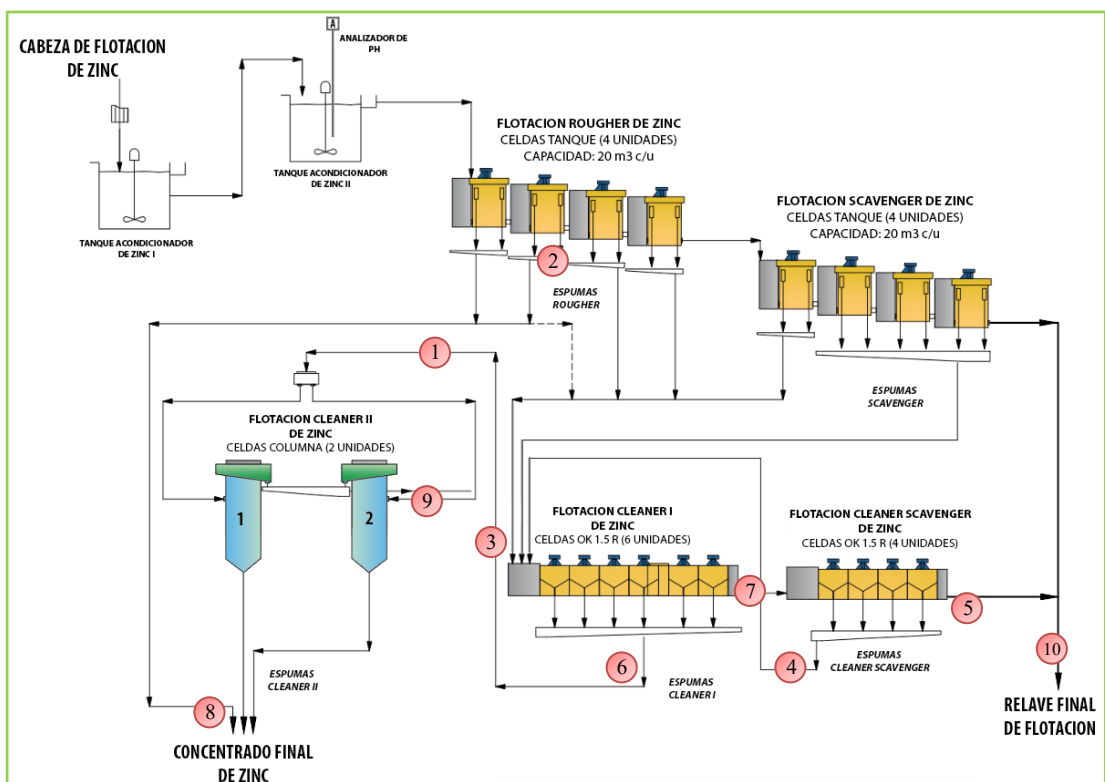 CABEZA DE FLOTACION
DE ZINC
A
ANALIZADOR DE
PH
TANQUE ACONDICIONADOR
DE ZINC I
TANQUE ACONDICIONADOR
DE ZINC II
FLOTACION ROUGHER DE ZINC
CELDAS TANQUE (4 UNIDADES)
CAPACIDAD: 20 m3 c/u
2
ESPUMAS
ROUGHER
FLOTACION SCAVENGER DE ZINC
CELDAS TANQUE (4 UNIDADES)
CAPACIDAD: 20 m3 c/u
ESPUMAS
SCAVENGER
1
FLOTACION CLEANER II
DE ZINC
CELDAS COLUMNA (2 UNIDADES)
1
2
9
3
FLOTACION CLEANER I
DE ZINC
CELDAS OK 1.5 R (6 UNIDADES)
7
FLOTACION CLEANER SCAVENGER
DE ZINC
CELDAS OK 1.5 R (4 UNIDADES)
5
6
ESPUMAS
CLEANER I
4
ESPUMAS
CLEANER SCAVENGER
10
ESPUMAS
CLEANER II
8
CONCENTRADO FINAL
DE ZINC
RELAVE FINAL
DE FLOTACION